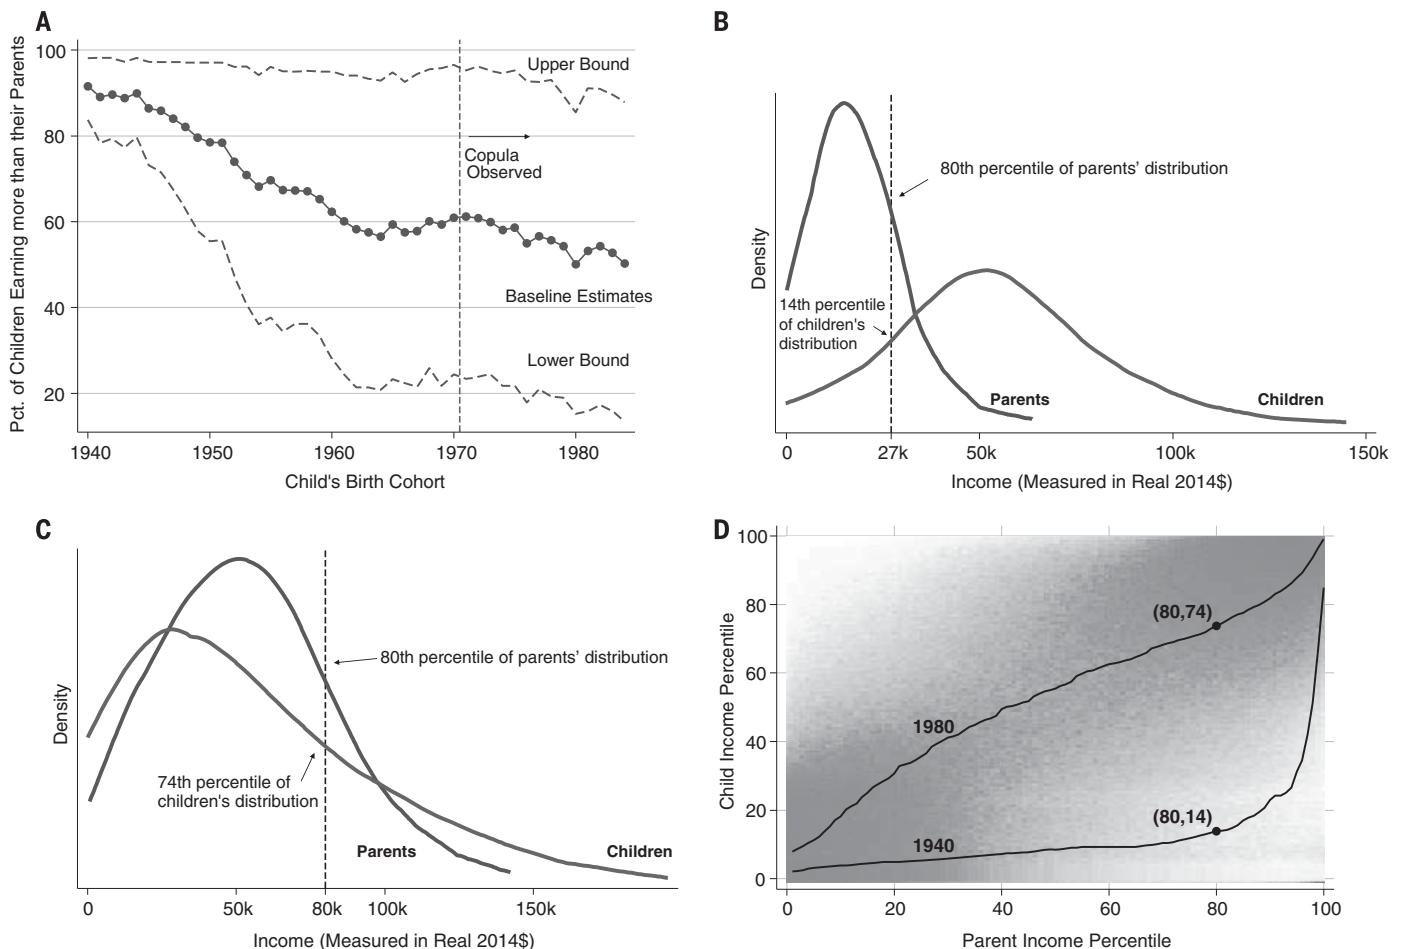 A
Pct. of Children Earning more than their Parents
100
80
60
40
20
Upper Bound
Copula
Observed
Baseline Estimates
Lower Bound
1940
1950
1960
1970
1980
Child's Birth Cohort
B
Density
80th percentile of parents’ distribution
14th percentile
of children's
distribution
Parents
Children
0
27k
50k
100k
150k
Income (Measured in Real 2014$)
C
Density
80th percentile of parents’ distribution
74th percentile of
children's distribution
Parents
Children
0
50k
80k
100k
150k
Income (Measured in Real 2014$)
D
Child Income Percentile
100
80
60
40
20
0
(80,74)
1980
(80,14)
1940
0
20
40
60
80
100
Parent Income Percentile